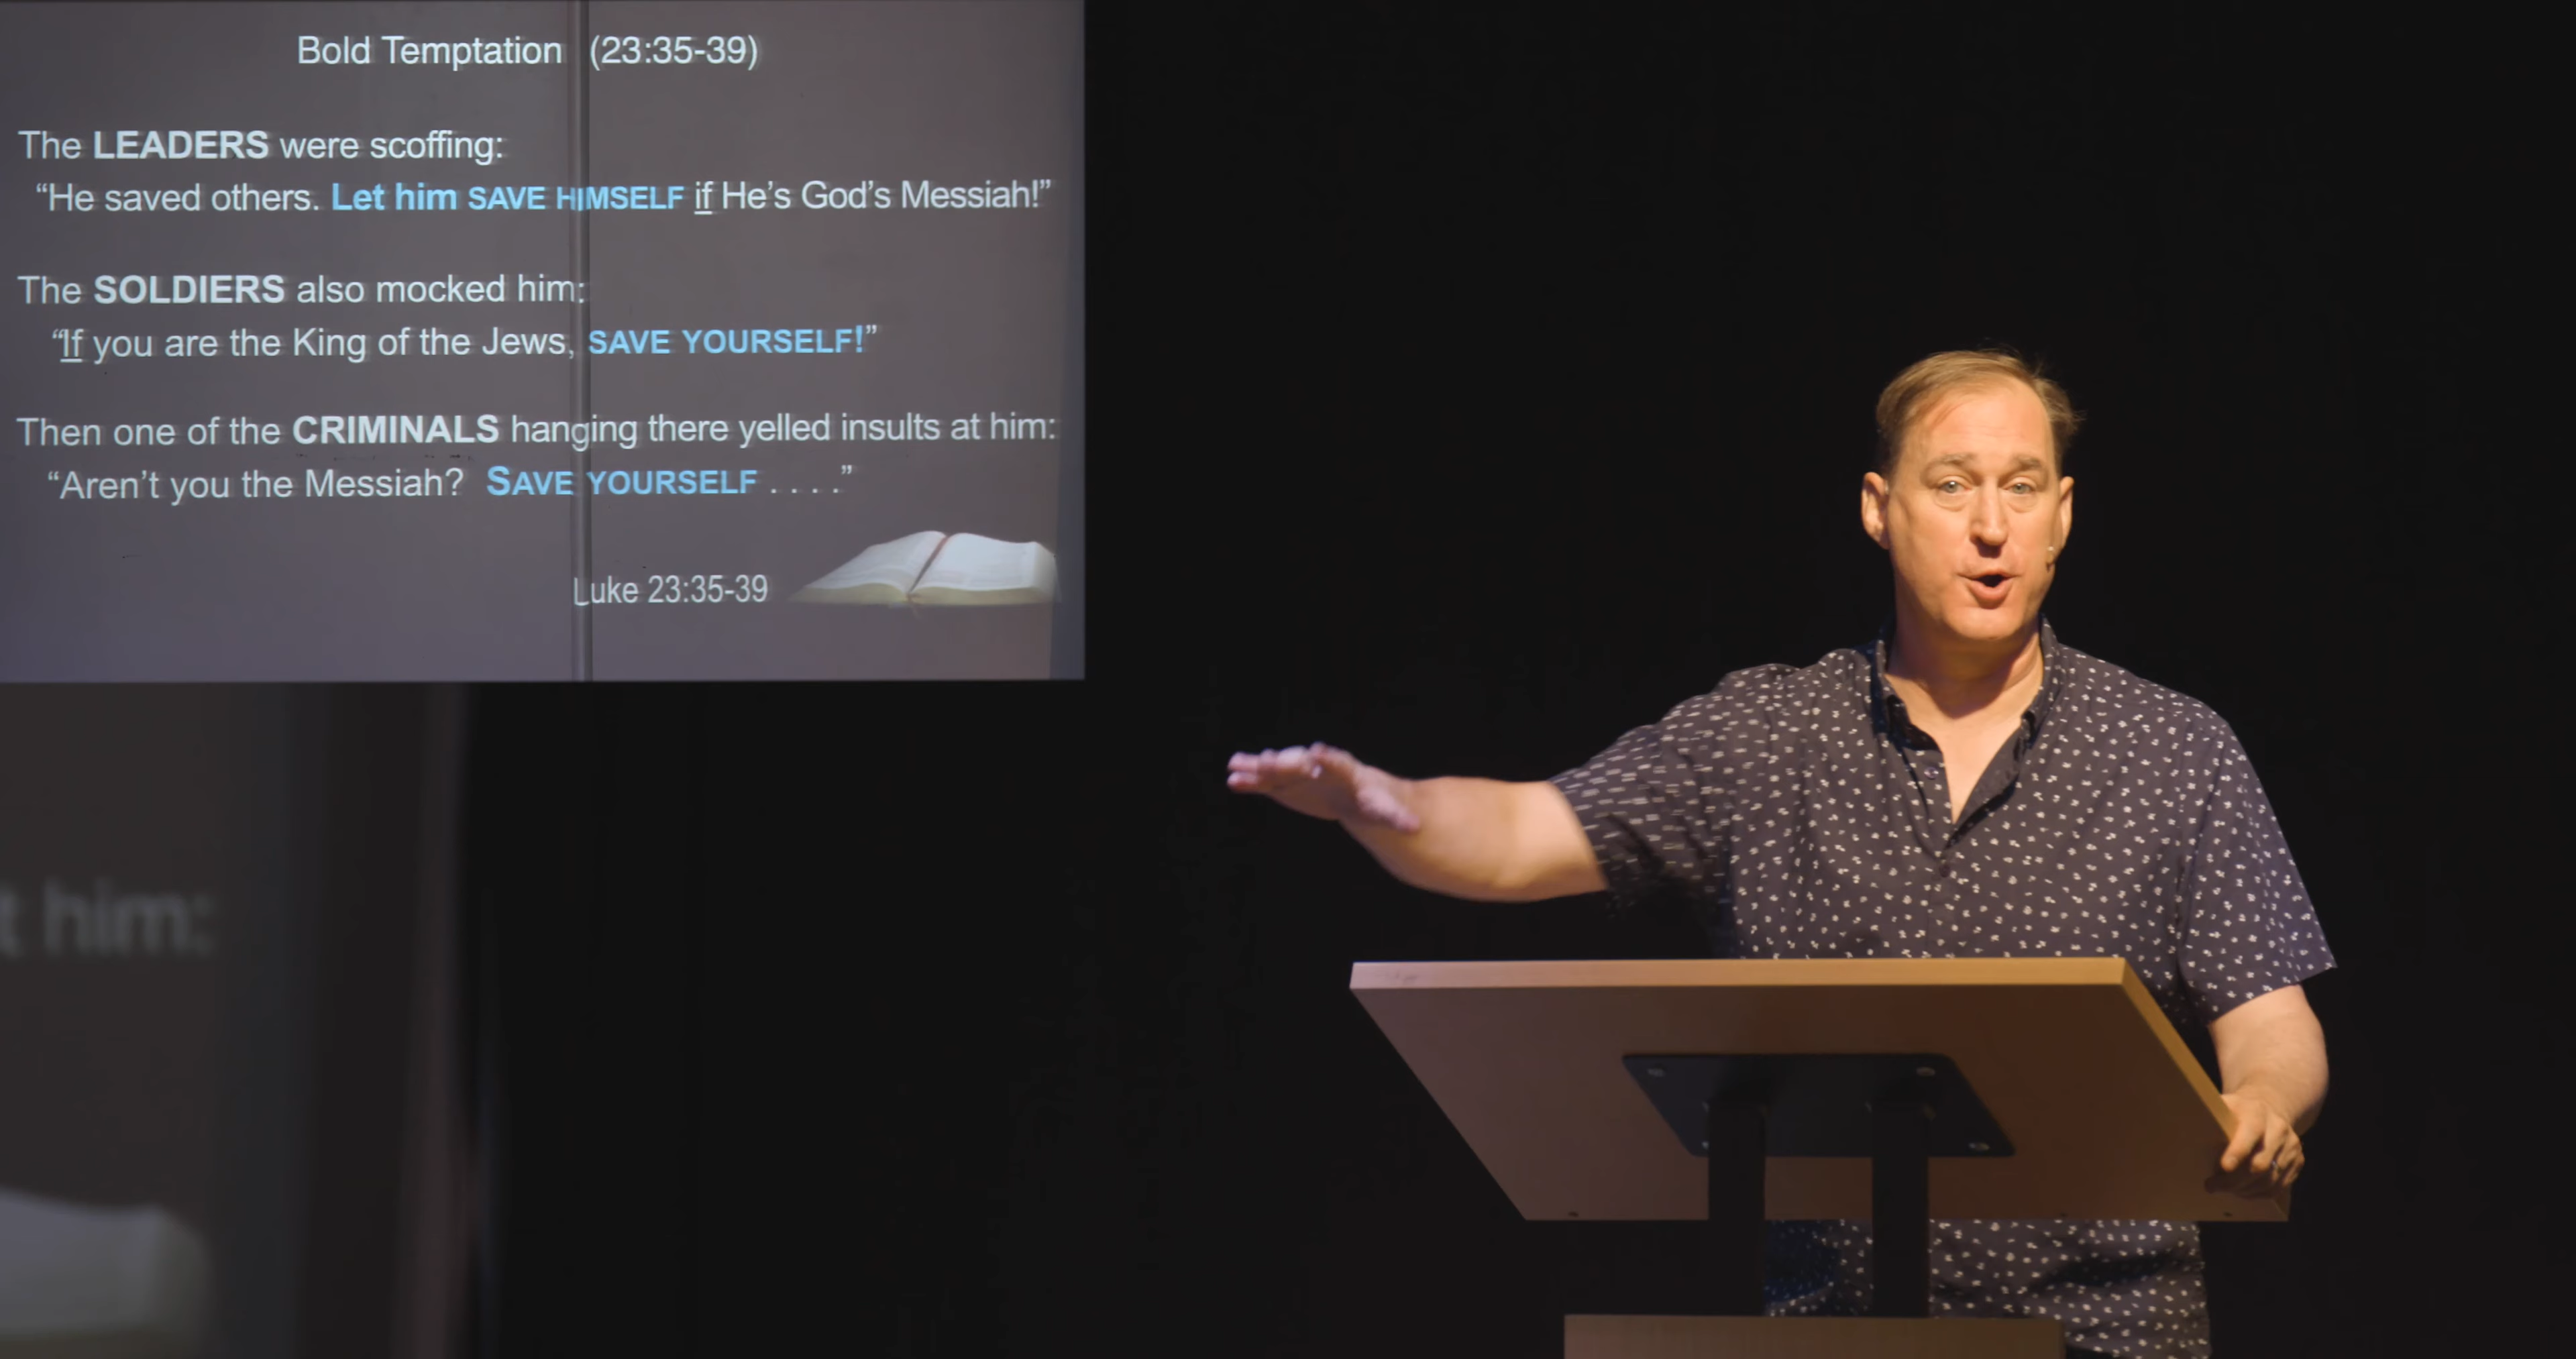 Bold Temptation (23:35-39)
The LEADERS were scoffing:
“He saved others. Let him SAVE HIMSELF if He’s God’s Messiah!”
The SOLDIERS also mocked him:
“If you are the King of the Jews, SAVE YOURSELF!”
Then one of the CRIMINALS hanging there yelled insults at him:
“Aren’t you the Messiah? SAVE YOURSELF . . . .”
Luke 23:35-39
t him: